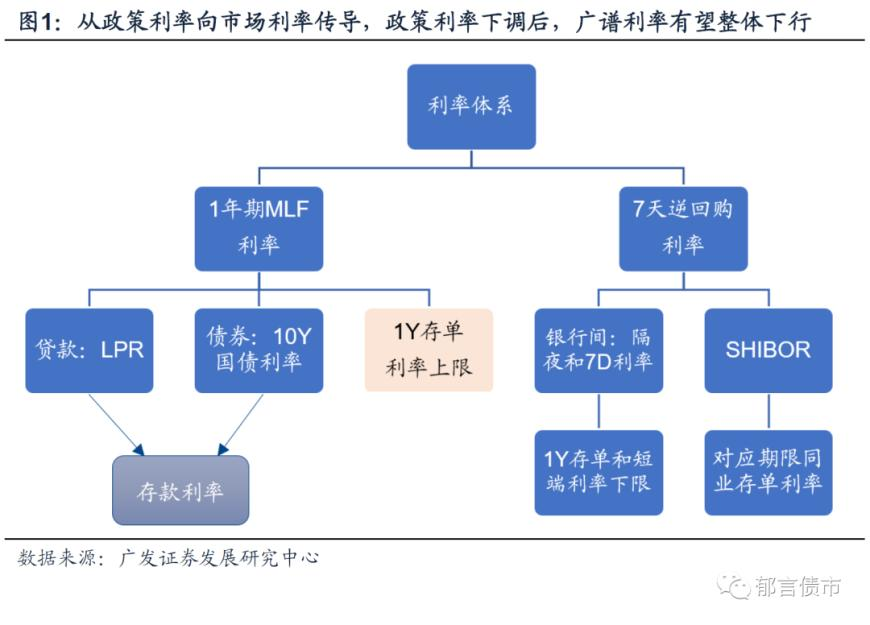 图1：从政策利率向市场利率传导，政策利率下调后，广谱利率有望整体下行
利率体系
1年期MLF
利率
7天逆回购
利率
贷款：LPR
债券：10Y
国债利率
1Y存单
利率上限
银行间：隔
夜和7D利率
SHIBOR
存款利率
1Y存单和短
端利率下限
对应期限同
业存单利率
数据来源：广发证券发展研究中心
郁言债市